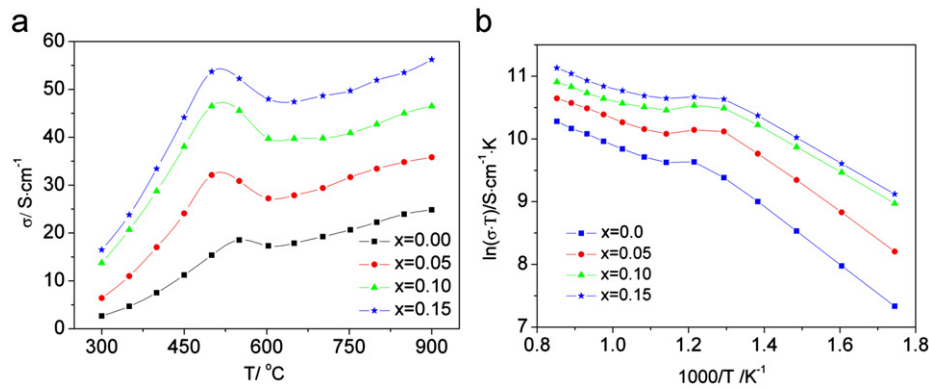 a
60
50
40
30
20
10
0
σ/ S·cm⁻¹
300 450 600 750 900
T/ °C
x=0.00
x=0.05
x=0.10
x=0.15
b
11
10
9
8
7
ln(σ·T)/S·cm⁻¹·K
0.8 1.0 1.2 1.4 1.6 1.8
1000/T /K⁻¹
x=0.0
x=0.05
x=0.10
x=0.15